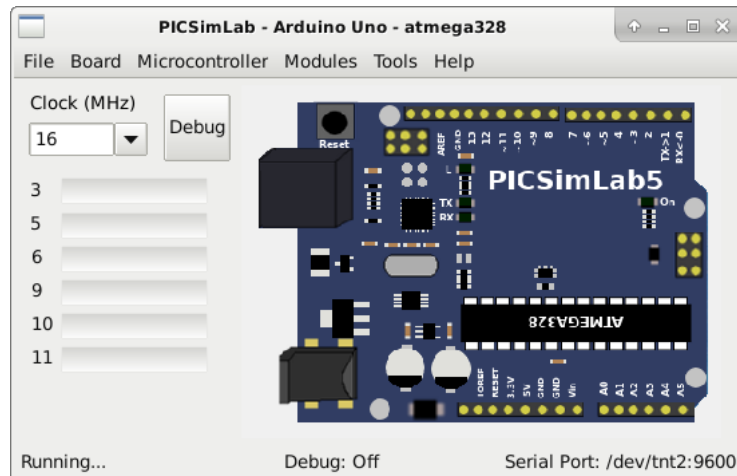 PICSimLab - Arduino Uno - atmega328
File Board Microcontroller Modules Tools Help
Clock (MHz)
16
Debug
3
5
6
9
10
11
Reset
AREF
GND
13
12
~11
~10
~9
8
7
~6
~5
4
~3
2
TX->1
RX<-0
L
TX
RX
PICSimLab5
On
ATMEGA328
IOREF
RESET
3.3V
5V
GND
GND
Vin
A0
A1
A2
A3
A4
A5
Running...
Debug: Off
Serial Port: /dev/tnt2:9600